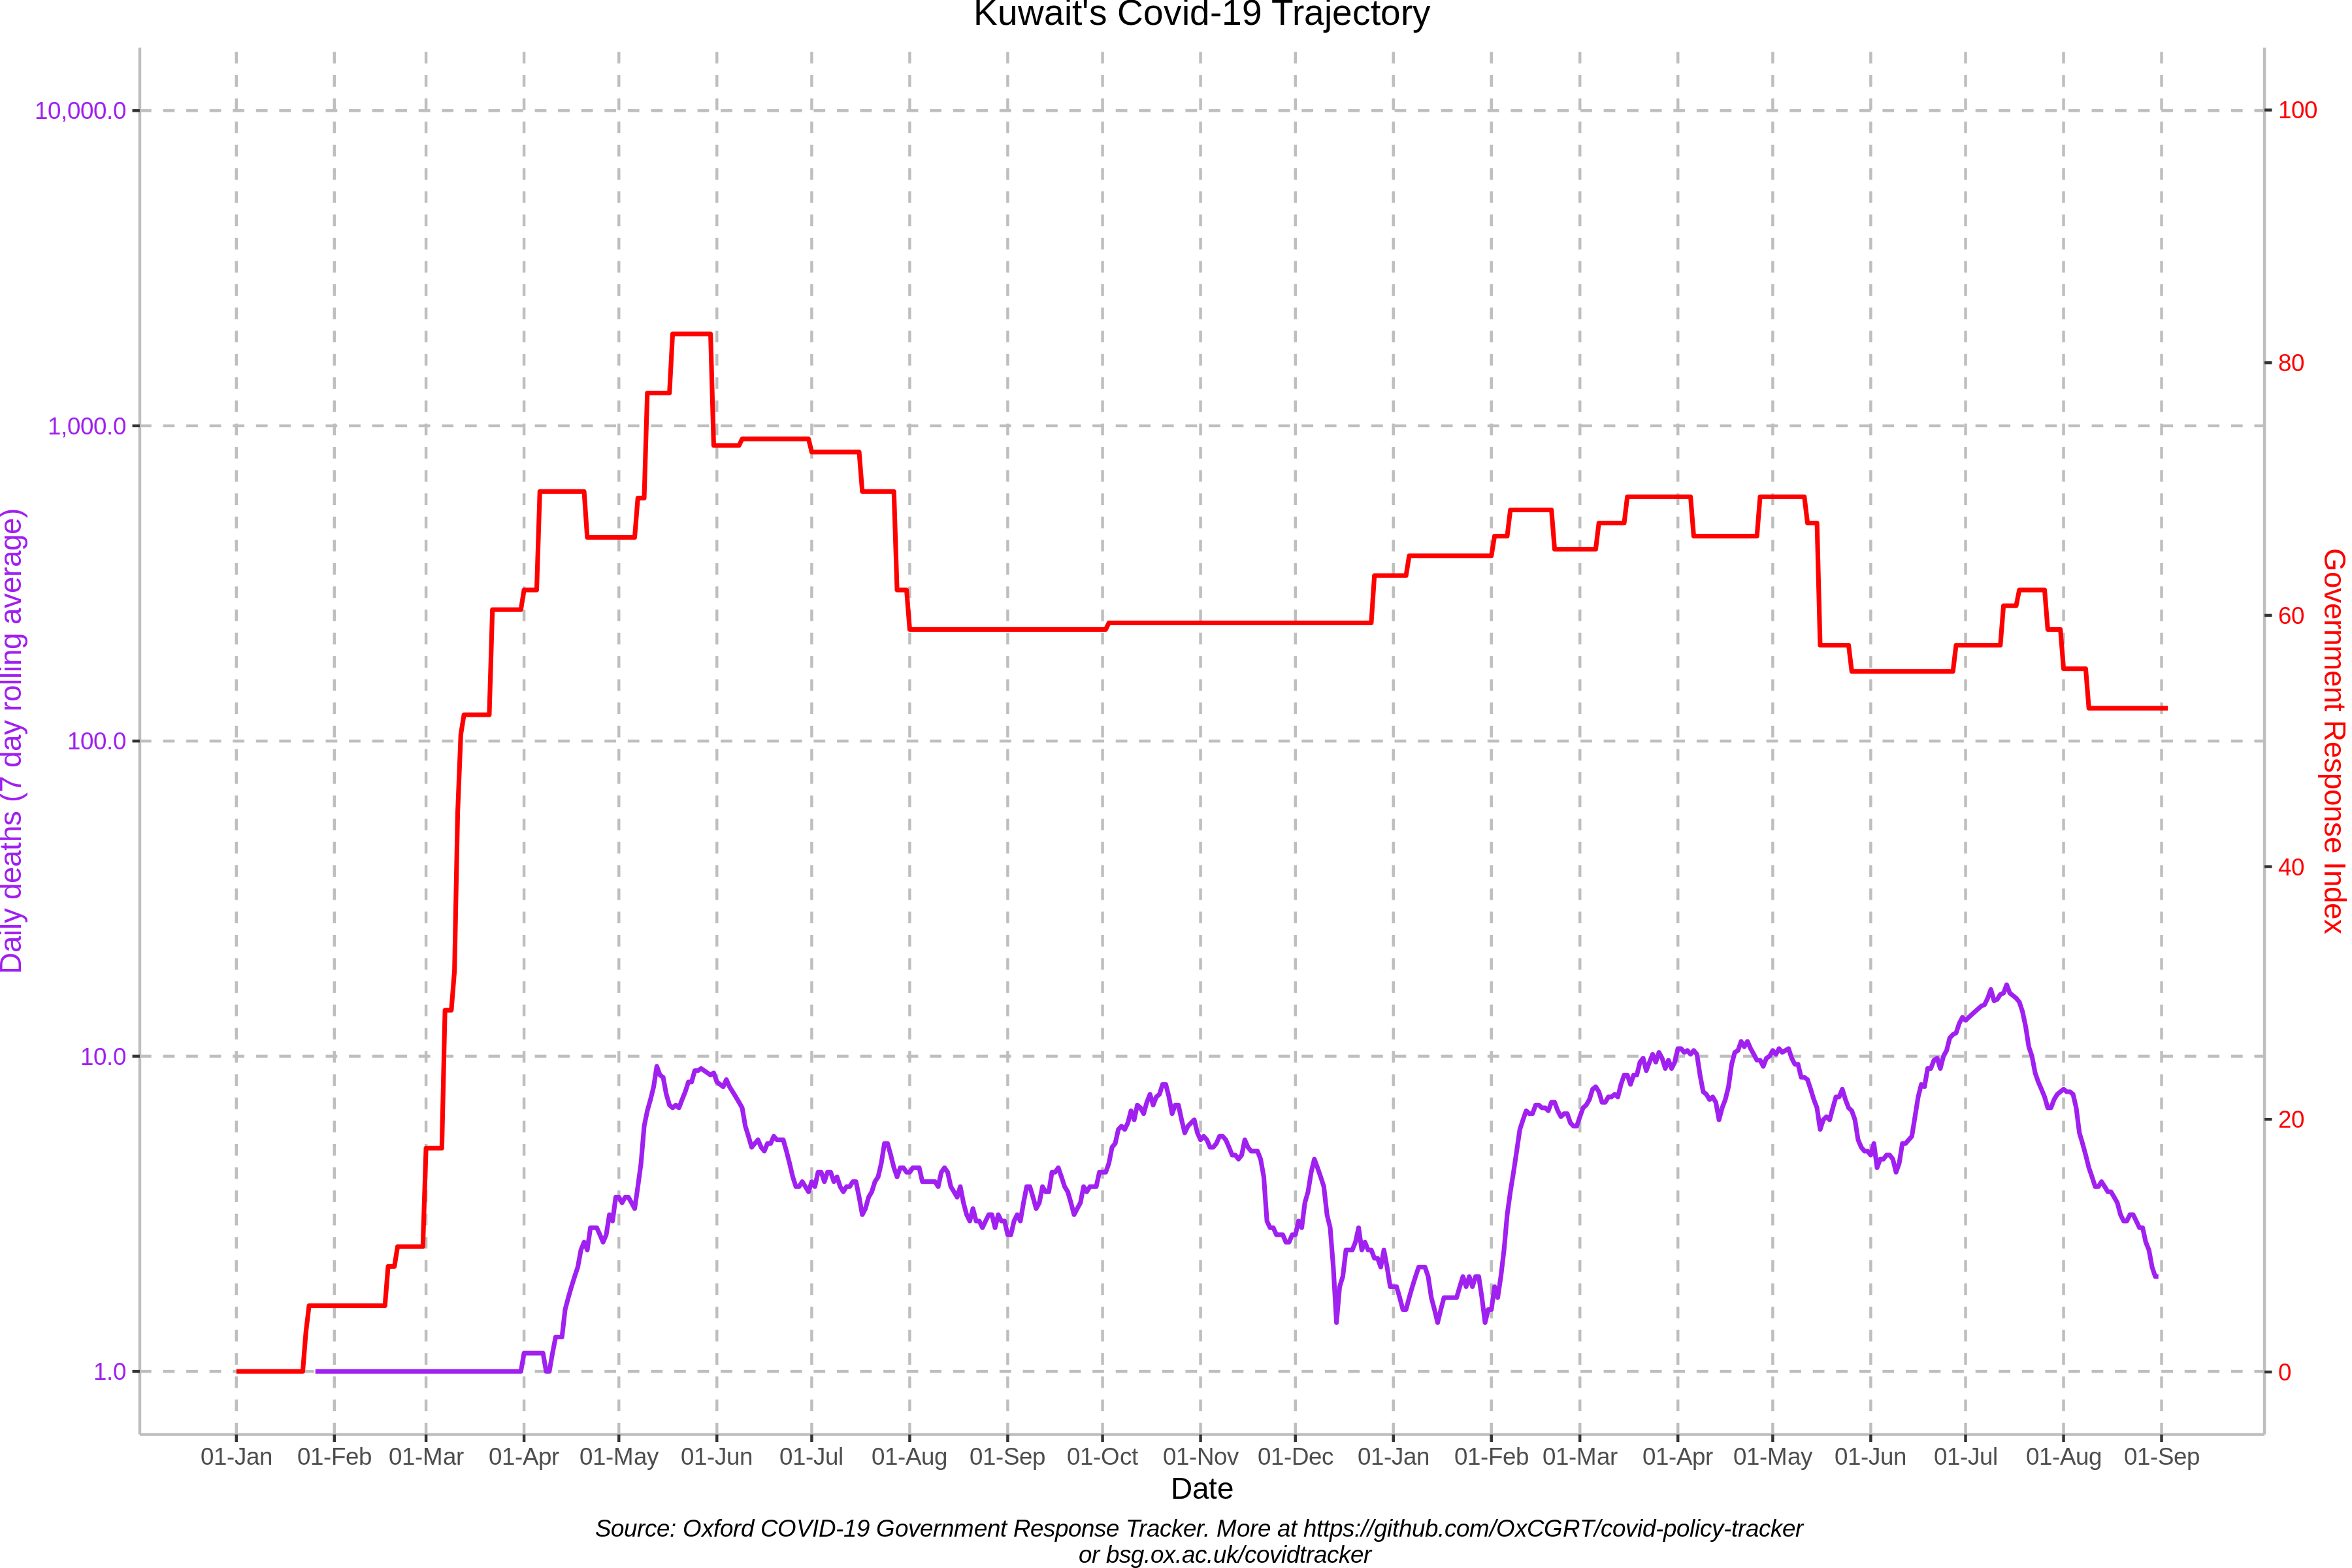 Kuwait's Covid-19 Trajectory
10,000.0
1,000.0
100.0
10.0
1.0
Daily deaths (7 day rolling average)
100
80
60
40
20
0
Government Response Index
01-Jan 01-Feb 01-Mar 01-Apr 01-May 01-Jun 01-Jul 01-Aug 01-Sep 01-Oct 01-Nov 01-Dec 01-Jan 01-Feb 01-Mar 01-Apr 01-May 01-Jun 01-Jul 01-Aug 01-Sep
Date
Source: Oxford COVID-19 Government Response Tracker. More at https://github.com/OxCGRT/covid-policy-tracker
or bsg.ox.ac.uk/covidtracker